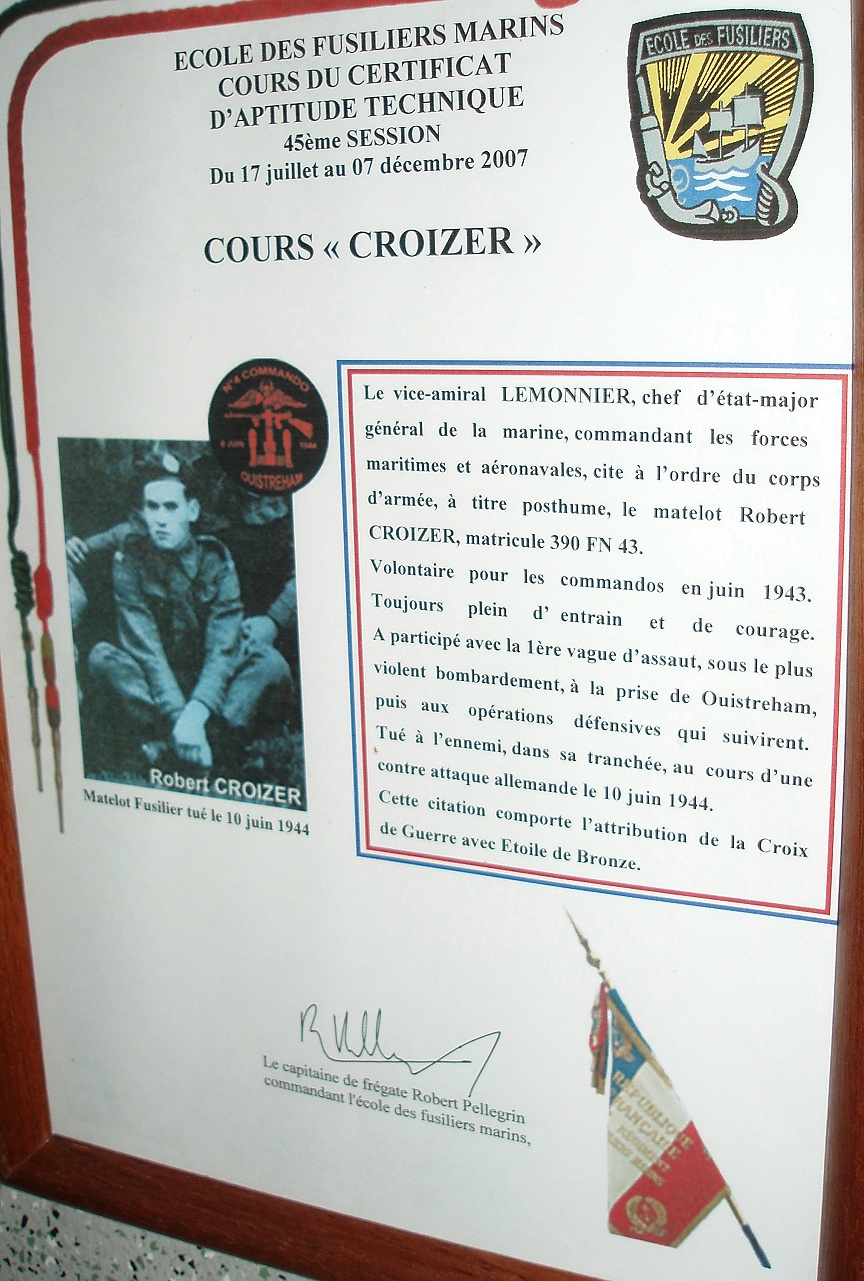 ECOLE DES FUSILIERS MARINS
COURS DU CERTIFICAT
D'APTITUDE TECHNIQUE
45ème SESSION
Du 17 juillet au 07 décembre 2007
ECOLE DES FUSILIERS
COURS « CROIZER »
N°4 COMMANDO
6 JUIN 1944
OUISTREHAM
Robert CROIZER
Matelot Fusilier tué le 10 juin 1944
Le vice-amiral LEMONNIER, chef d'état-major
général de la marine, commandant les forces
maritimes et aéronavales, cite à l'ordre du corps
d'armée, à titre posthume, le matelot Robert
CROIZER, matricule 390 FN 43.
Volontaire pour les commandos en juin 1943.
Toujours plein d' entrain et de courage.
A participé avec la 1ère vague d'assaut, sous le plus
violent bombardement, à la prise de Ouistreham,
puis aux opérations défensives qui suivirent.
Tué à l'ennemi, dans sa tranchée, au cours d'une
contre attaque allemande le 10 juin 1944.
Cette citation comporte l'attribution de la Croix
de Guerre avec Etoile de Bronze.
Le capitaine de frégate Robert Pellegrin
commandant l'école des fusiliers marins,
REPUBLIQUE
FRANÇAISE